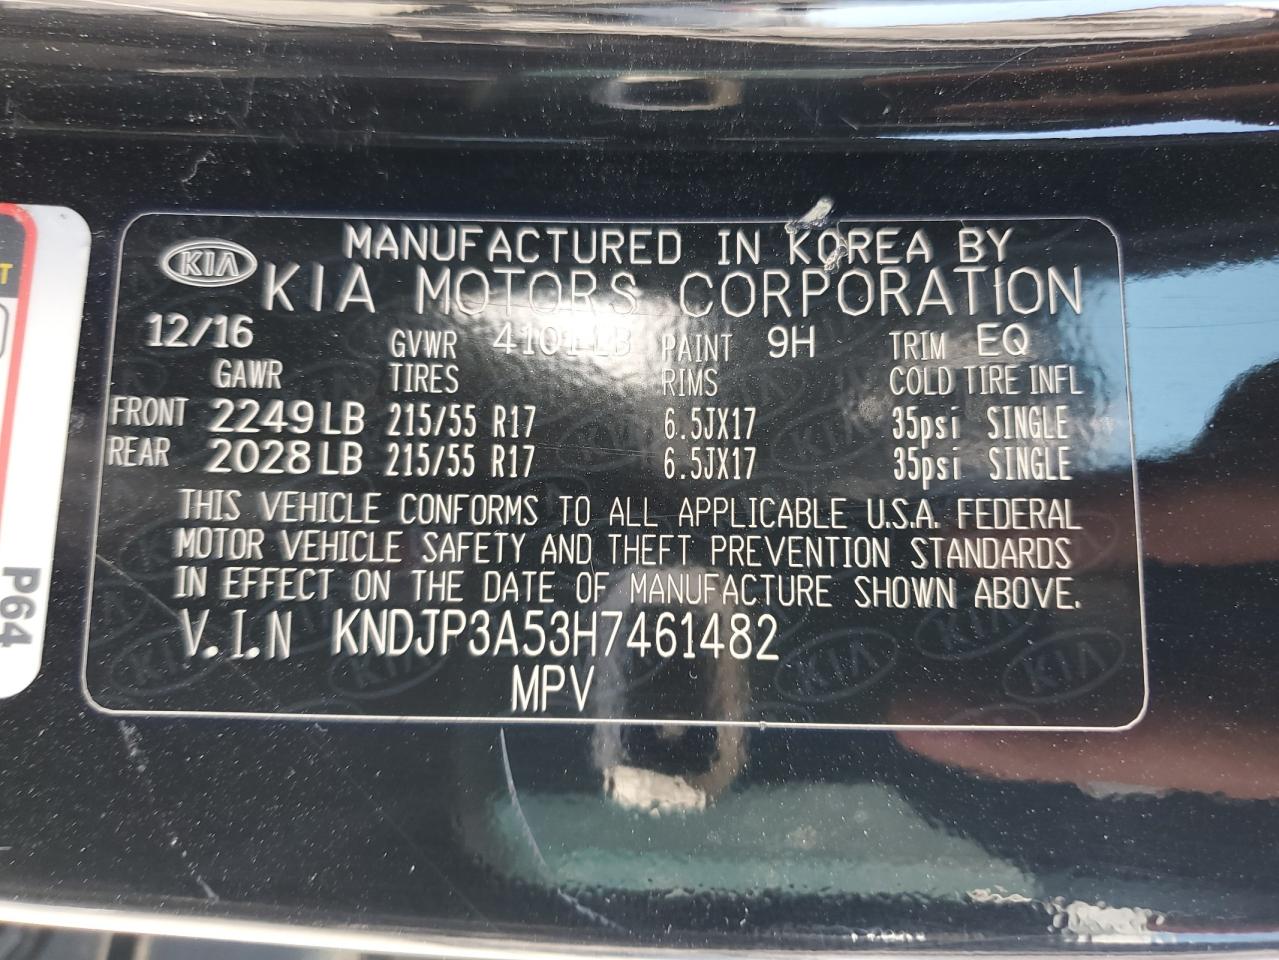 MANUFACTURED IN KOREA BY
KIA
KIA MOTORS CORPORATION
12/16 GVWR 4101 LB PAINT 9H TRIM EQ
GAWR TIRES RIMS COLD TIRE INFL
FRONT 2249LB 215/55 R17 6.5JX17 35psi SINGLE
REAR 2028LB 215/55 R17 6.5JX17 35psi SINGLE
THIS VEHICLE CONFORMS TO ALL APPLICABLE U.S.A. FEDERAL
MOTOR VEHICLE SAFETY AND THEFT PREVENTION STANDARDS
IN EFFECT ON THE DATE OF MANUFACTURE SHOWN ABOVE.
V.I.N KNDJP3A53H7461482
MPV
P64